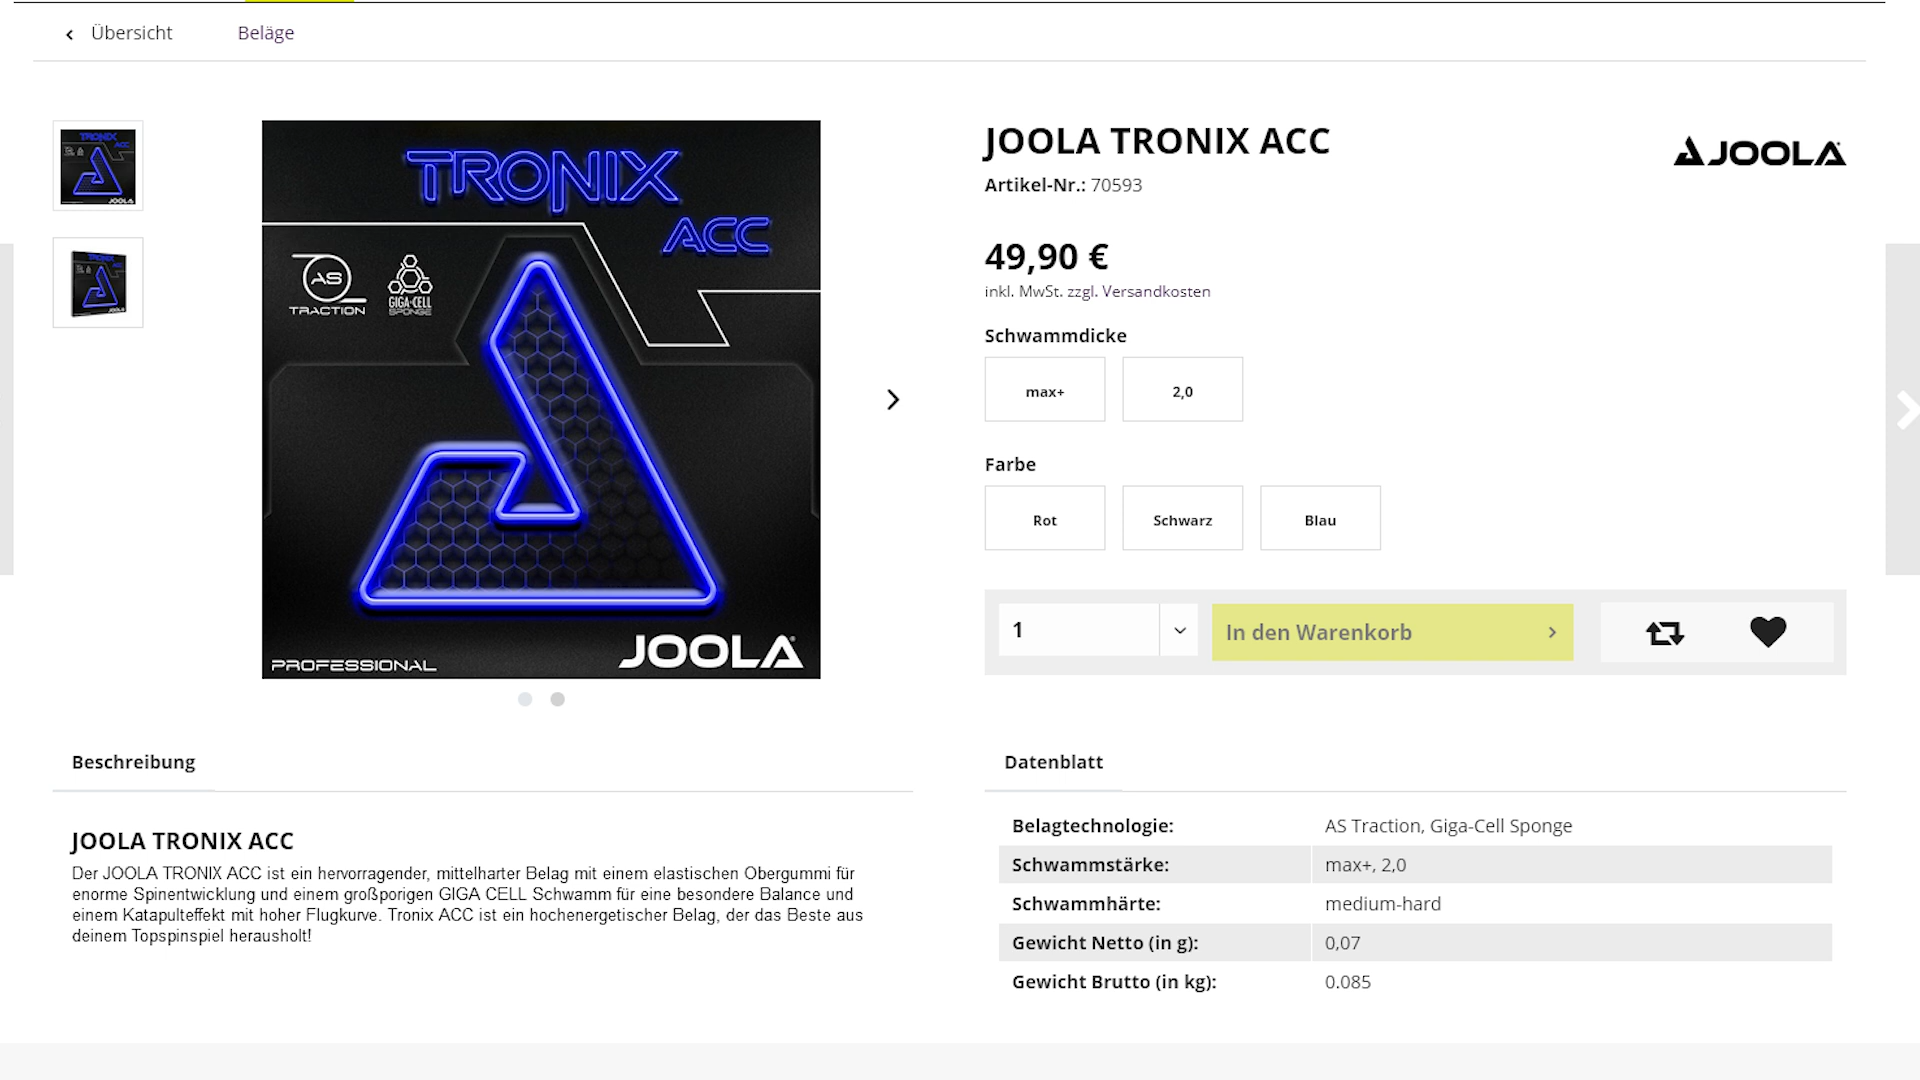 Übersicht
Beläge
TRONIX
ACC
AS
TRACTION
GIGA-CELL
SPONGE
PROFESSIONAL
JOOLA
JOOLA TRONIX ACC
JOOLA
Artikel-Nr.: 70593
49,90 €
inkl. MwSt. zzgl. Versandkosten
Schwammdicke
max+
2,0
Farbe
Rot
Schwarz
Blau
1
In den Warenkorb
Beschreibung
JOOLA TRONIX ACC
Der JOOLA TRONIX ACC ist ein hervorragender, mittelharter Belag mit einem elastischen Obergummi für
enorme Spinentwicklung und einem großporigen GIGA CELL Schwamm für eine besondere Balance und
einem Katapulteffekt mit hoher Flugkurve. Tronix ACC ist ein hochenergetischer Belag, der das Beste aus
deinem Topspinspiel herausholt!
Datenblatt
Belagtechnologie: AS Traction, Giga-Cell Sponge
Schwammstärke: max+, 2,0
Schwammhärte: medium-hard
Gewicht Netto (in g): 0,07
Gewicht Brutto (in kg): 0.085